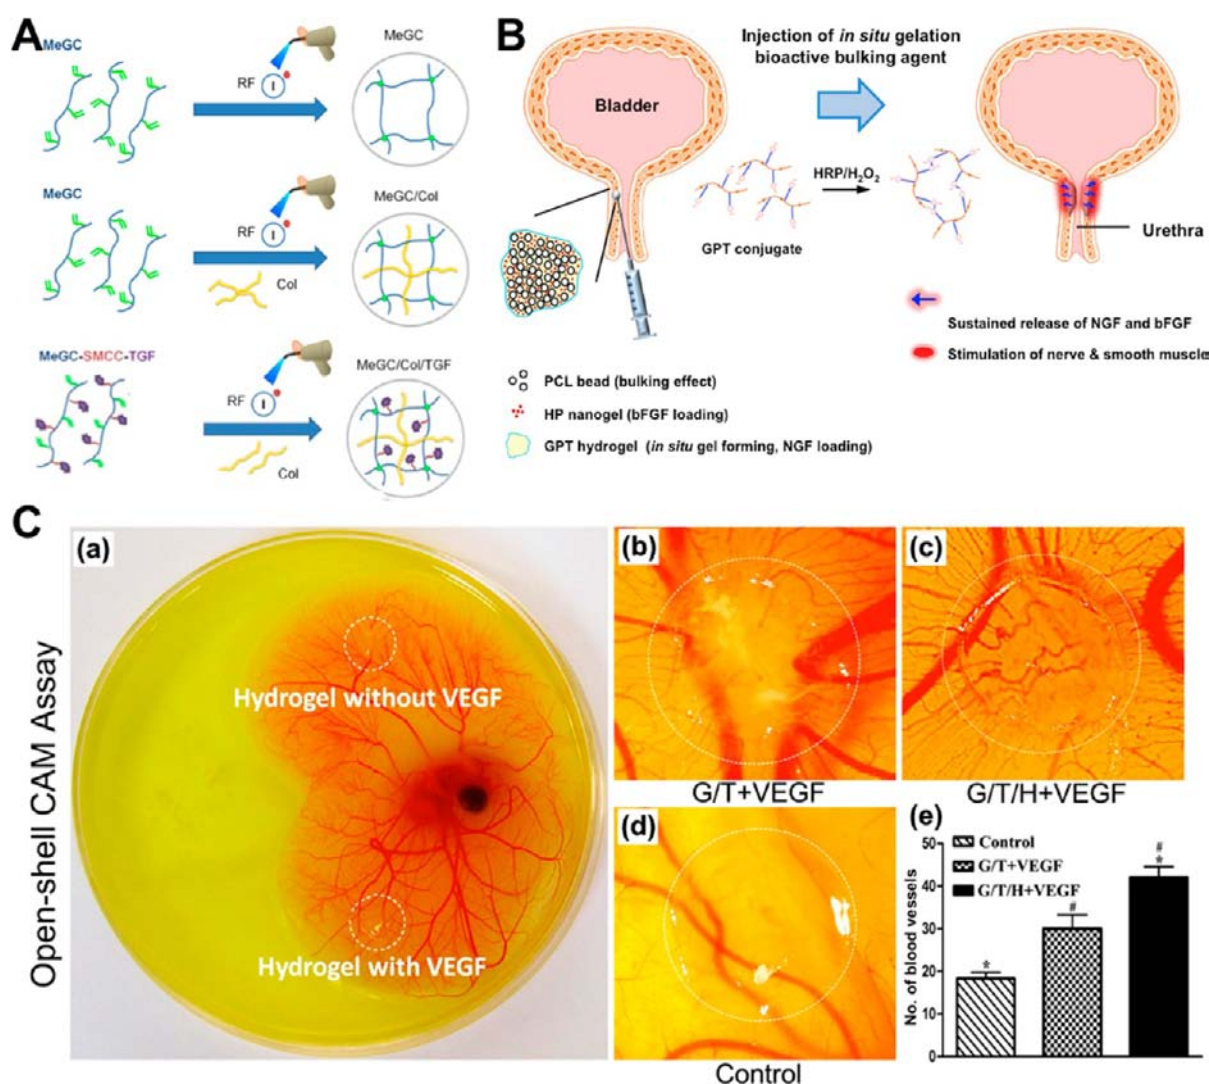 A
MeGC
RF
I
MeGC
MeGC
RF
I
Col
MeGC/Col
MeGC-SMCC-TGF
RF
I
Col
MeGC/Col/TGF
B
Injection of in situ gelation
bioactive bulking agent
Bladder
HRP/H₂O₂
GPT conjugate
Urethra
Sustained release of NGF and bFGF
Stimulation of nerve & smooth muscle
PCL bead (bulking effect)
HP nanogel (bFGF loading)
GPT hydrogel (in situ gel forming, NGF loading)
C
Open-shell CAM Assay
(a)
Hydrogel without VEGF
Hydrogel with VEGF
(b)
G/T+VEGF
(c)
G/T/H+VEGF
(d)
Control
(e)
No. of blood vessels
50
40
30
20
10
0
Control
G/T+VEGF
G/T/H+VEGF
*
#
#
*